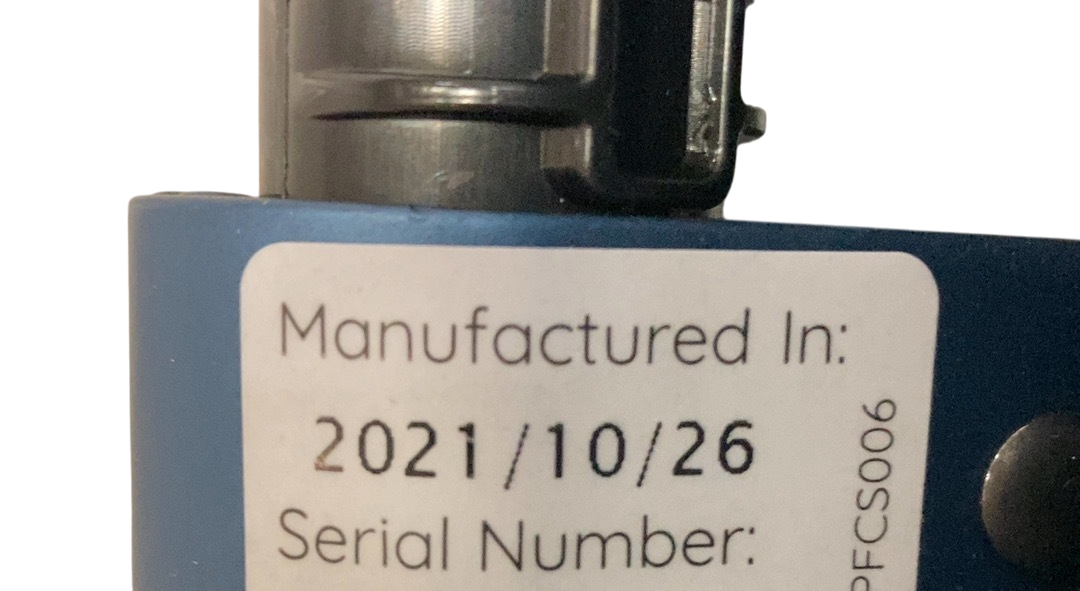 Manufactured In:
2021/10/26
Serial Number:
PFCS006